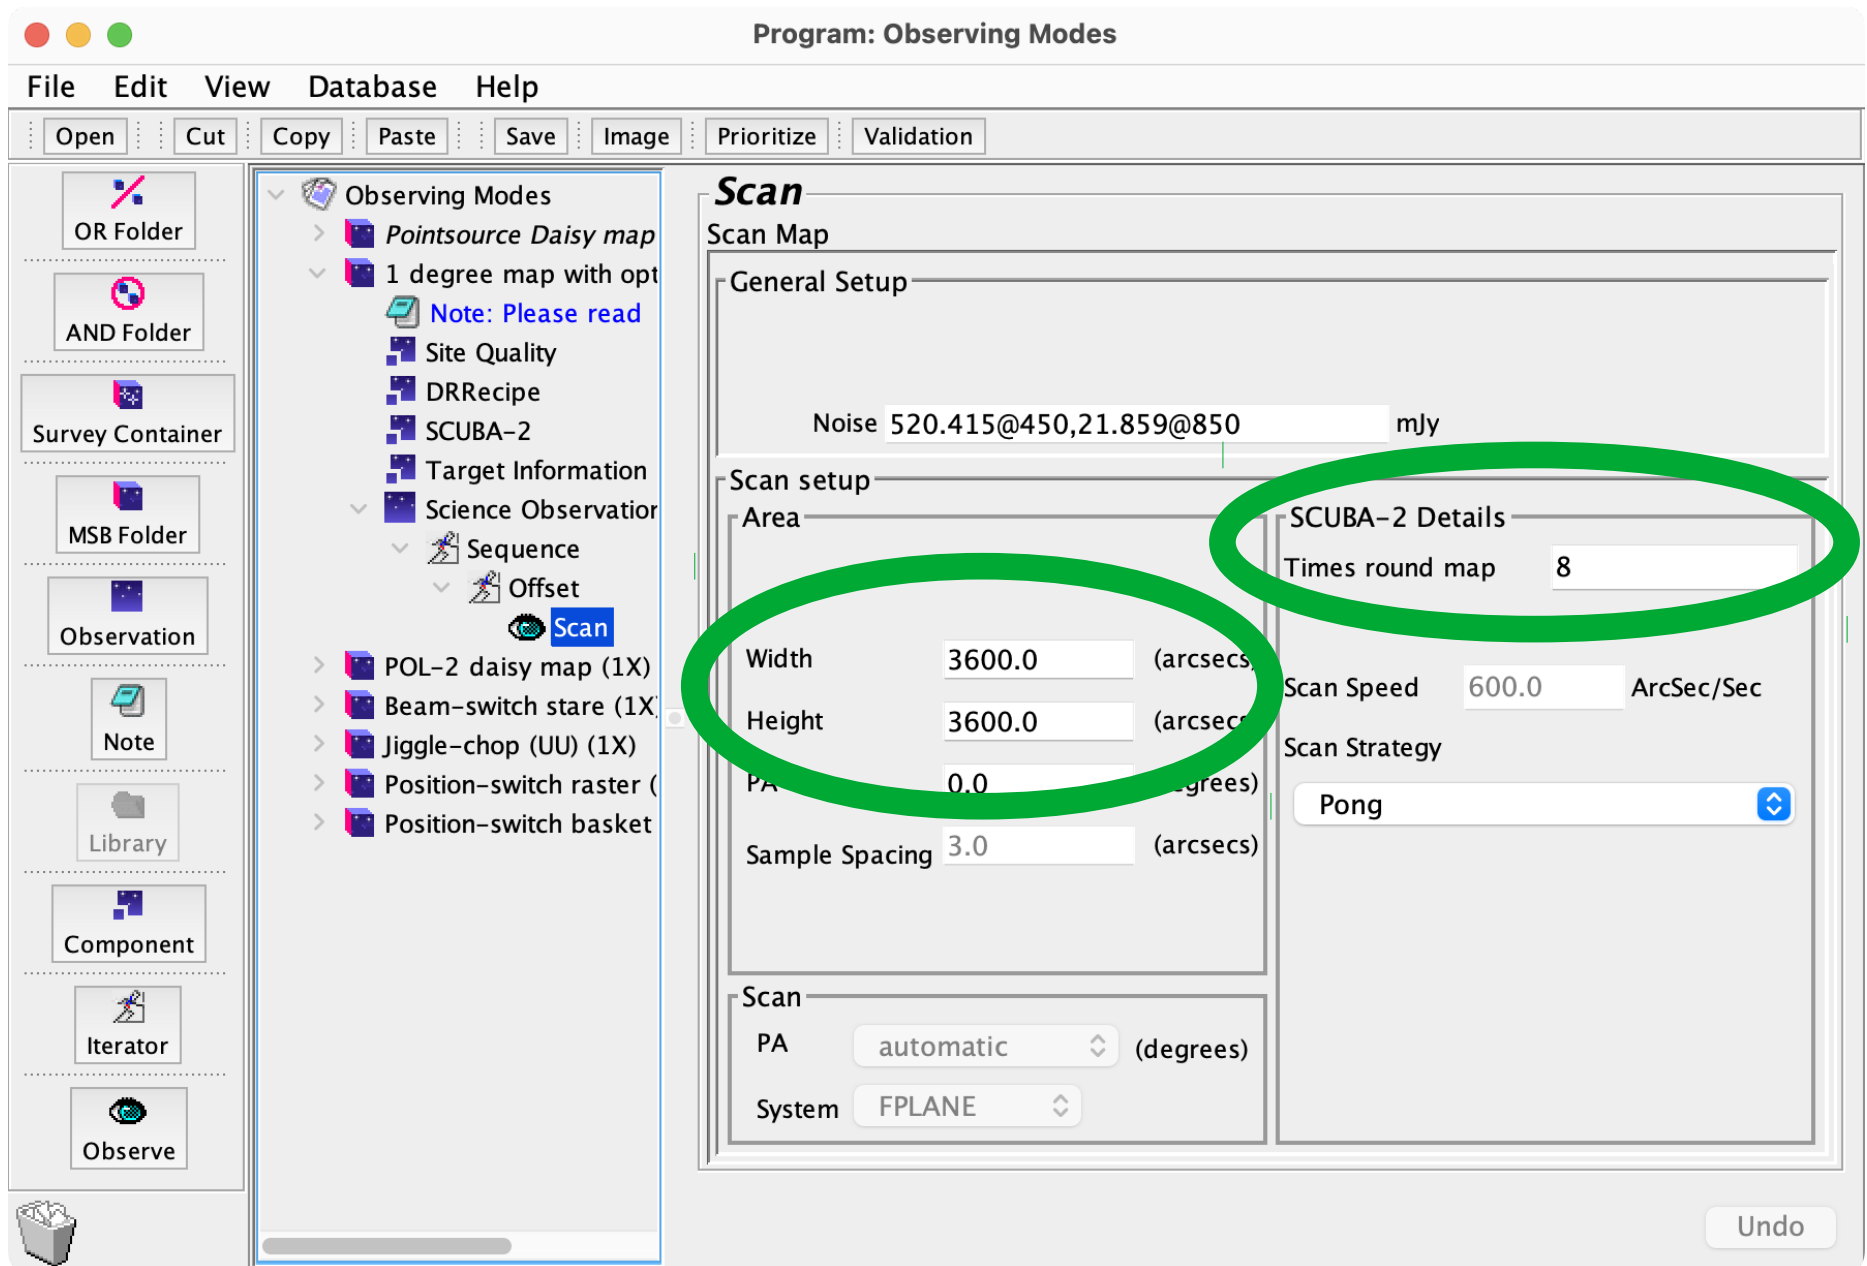 Program: Observing Modes
File Edit View Database Help
Open Cut Copy Paste Save Image Prioritize Validation
OR Folder
AND Folder
Survey Container
MSB Folder
Observation
Note
Library
Component
Iterator
Observe
Observing Modes
Pointsource Daisy map
1 degree map with opt
Note: Please read
Site Quality
DRRecipe
SCUBA-2
Target Information
Science Observation
Sequence
Offset
Scan
POL-2 daisy map (1X)
Beam-switch stare (1X)
Jiggle-chop (UU) (1X)
Position-switch raster (
Position-switch basket
Scan
Scan Map
General Setup
Noise 520.415@450,21.859@850 mJy
Scan setup
Area
Width 3600.0 (arcsecs)
Height 3600.0 (arcsecs)
PA 0.0 (degrees)
Sample Spacing 3.0 (arcsecs)
SCUBA-2 Details
Times round map 8
Scan Speed 600.0 ArcSec/Sec
Scan Strategy
Pong
Scan
PA automatic (degrees)
System FPLANE
Undo